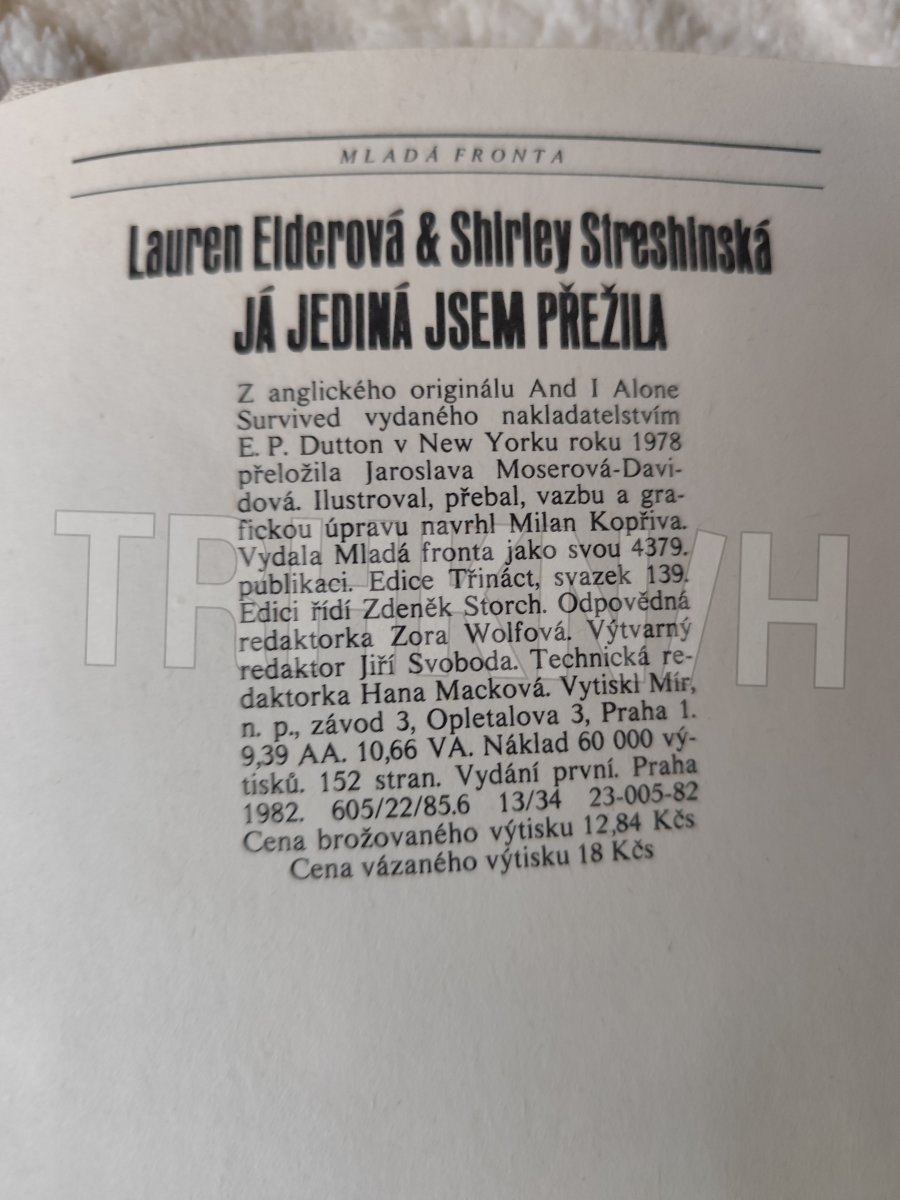 MLADÁ FRONTA
Lauren Elderová & Shirley Streshinská
JÁ JEDINÁ JSEM PŘEŽILA
Z anglického originálu And I Alone
Survived vydaného nakladatelstvím
E. P. Dutton v New Yorku roku 1978
přeložila Jaroslava Moserová-Davi-
dová. Ilustroval, přebal, vazbu a gra-
fickou úpravu navrhl Milan Kopřiva.
Vydala Mladá fronta jako svou 4379.
publikaci. Edice Třináct, svazek 139.
Edici řídí Zdeněk Storch. Odpovědná
redaktorka Zora Wolfová. Výtvarný
redaktor Jiří Svoboda. Technická re-
daktorka Hana Macková. Vytiskl Mír,
n. p., závod 3, Opletalova 3, Praha 1.
9,39 AA. 10,66 VA. Náklad 60 000 vý-
tisků. 152 stran. Vydání první. Praha
1982. 605/22/85.6 13/34 23-005-82
Cena brožovaného výtisku 12,84 Kčs
Cena vázaného výtisku 18 Kčs